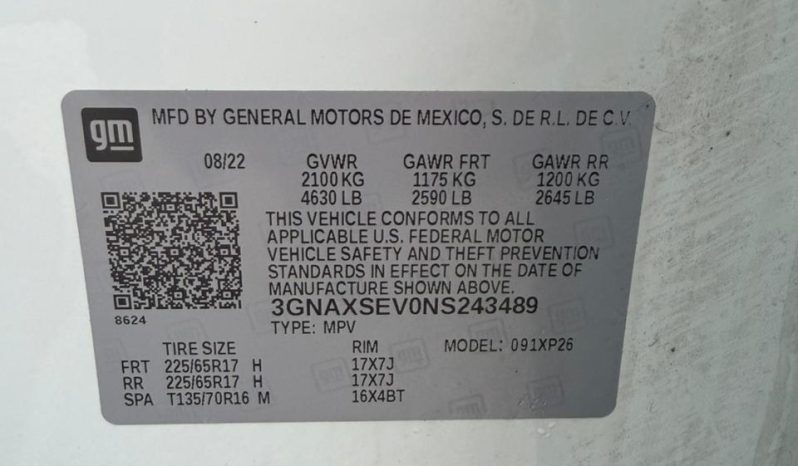 gm MFD BY GENERAL MOTORS DE MEXICO, S. DE R.L. DE C.V.
08/22 GVWR GAWR FRT GAWR RR
2100 KG 1175 KG 1200 KG
4630 LB 2590 LB 2645 LB
THIS VEHICLE CONFORMS TO ALL
APPLICABLE U.S. FEDERAL MOTOR
VEHICLE SAFETY AND THEFT PREVENTION
STANDARDS IN EFFECT ON THE DATE OF
MANUFACTURE SHOWN ABOVE.
3GNAXSEV0NS243489
8624
TYPE: MPV
TIRE SIZE RIM MODEL: 091XP26
FRT 225/65R17 H 17X7J
RR 225/65R17 H 17X7J
SPA T135/70R16 M 16X4BT